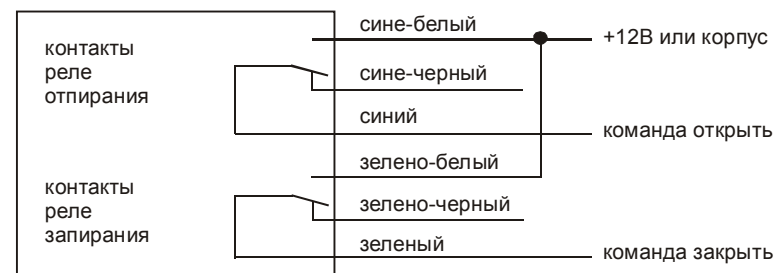 сине-белый
+12В или корпус
контакты
реле
отпирания
сине-черный
синий
команда открыть
зелено-белый
контакты
реле
запирания
зелено-черный
зеленый
команда закрыть